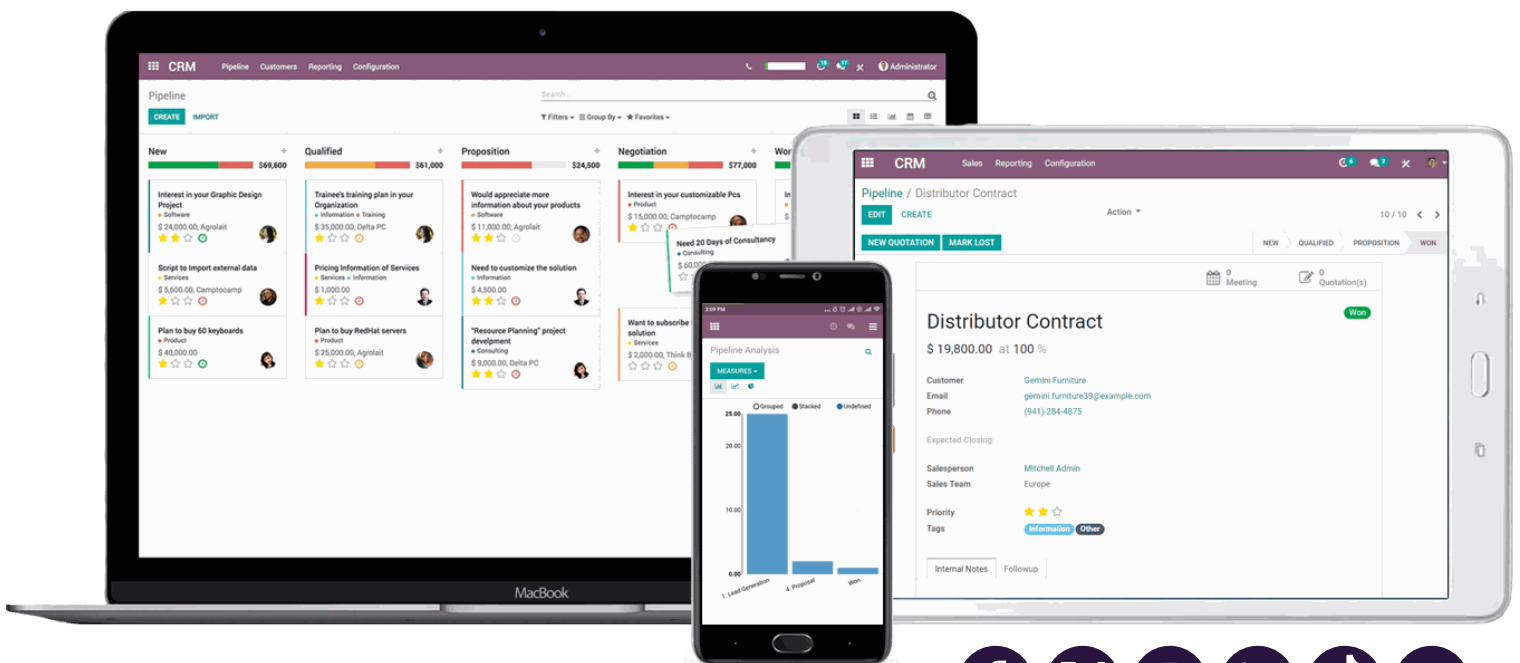 CRM Pipeline Customers Reporting Configuration 15 17 Administrator
Pipeline Search...
CREATE IMPORT Filters Group By Favorites
New + $69,600
Interest in your Graphic Design
Project
Software
$ 24,000.00, Agrolait
Script to Import external data
Services
$ 5,600.00, Camptocamp
Plan to buy 60 keyboards
Product
$ 40,000.00
Qualified + $61,000
Trainee's training plan in your
Organization
Information Training
$ 35,000.00, Delta PC
Pricing Information of Services
Services Information
$ 1,000.00
Plan to buy RedHat servers
Product
$ 25,000.00, Agrolait
Proposition + $24,500
Would appreciate more
information about your products
Software
$ 11,000.00, Agrolait
Need to customize the solution
Information
$ 4,500.00
"Resource Planning" project
develpment
Consulting
$ 9,000.00, Delta PC
Negotiation + $77,000
Interest in your customizable Pcs
Product
$ 15,000.00, Camptocamp
Need 20 Days of Consultancy
Consulting
$ 60,00
Want to subscribe
solution
Services
$ 2,000.00, Think B
Wor
In
$
MacBook
3:09 PM
Pipeline Analysis
MEASURES
Grouped Stacked Undefined
25.00
20.00
10.00
0.00
1. Lead Generation 4. Proposal Won
CRM Sales Reporting Configuration 6 2
Pipeline / Distributor Contract
EDIT CREATE Action 10 / 10
NEW QUOTATION MARK LOST NEW QUALIFIED PROPOSITION WON
0 Meeting 0 Quotation(s)
Won
Distributor Contract
$ 19,800.00 at 100 %
Customer Gemini Furniture
Email gemini.furniture39@example.com
Phone (941)-284-4875
Expected Closing
Salesperson Mitchell Admin
Sales Team Europe
Priority
Tags Information Other
Internal Notes Followup